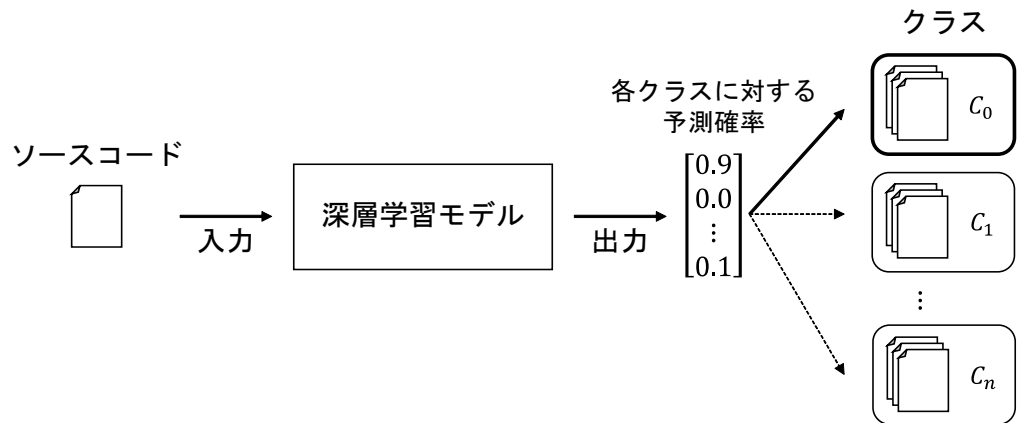 クラス
各クラスに対する
予測確率
ソースコード
入力
深層学習モデル
出力
0.9
0.0
⋮
0.1
C₀
C₁
⋮
Cₙ